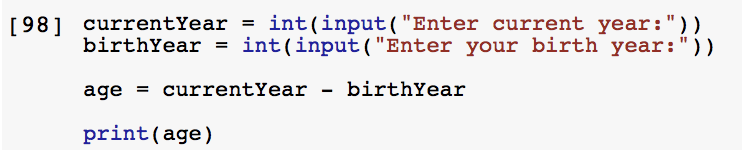 [98] currentYear = int(input("Enter current year:"))
birthYear = int(input("Enter your birth year:"))
age = currentYear - birthYear
print(age)